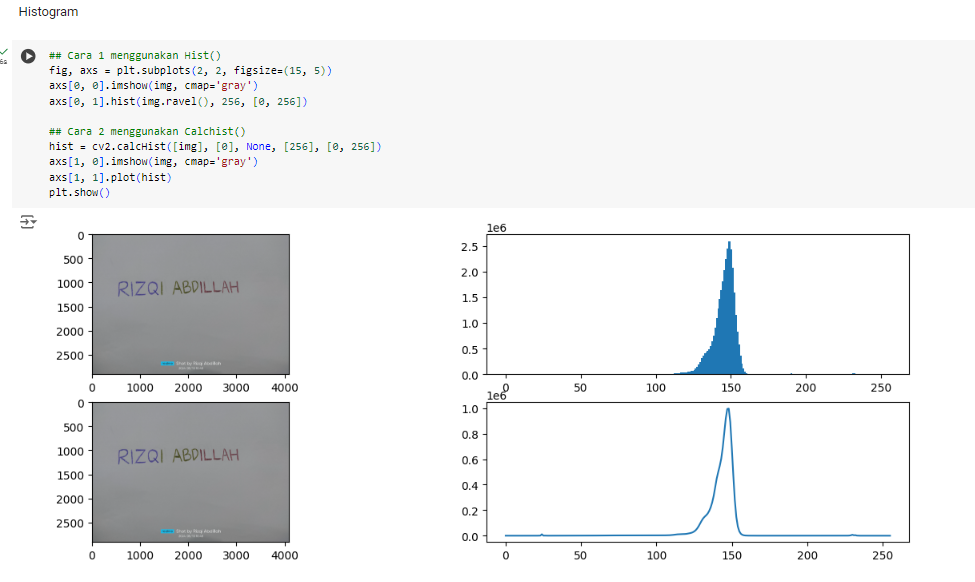 Histogram
6s
## Cara 1 menggunakan Hist()
fig, axs = plt.subplots(2, 2, figsize=(15, 5))
axs[0, 0].imshow(img, cmap='gray')
axs[0, 1].hist(img.ravel(), 256, [0, 256])
## Cara 2 menggunakan Calchist()
hist = cv2.calcHist([img], [0], None, [256], [0, 256])
axs[1, 0].imshow(img, cmap='gray')
axs[1, 1].plot(hist)
plt.show()
0
500
1000
1500
2000
2500
0 1000 2000 3000 4000
RIZQI ABDILLAH
1e6
2.5
2.0
1.5
1.0
0.5
0.0
0 50 100 150 200 250
0
500
1000
1500
2000
2500
0 1000 2000 3000 4000
RIZQI ABDILLAH
1e6
1.0
0.8
0.6
0.4
0.2
0.0
0 50 100 150 200 250